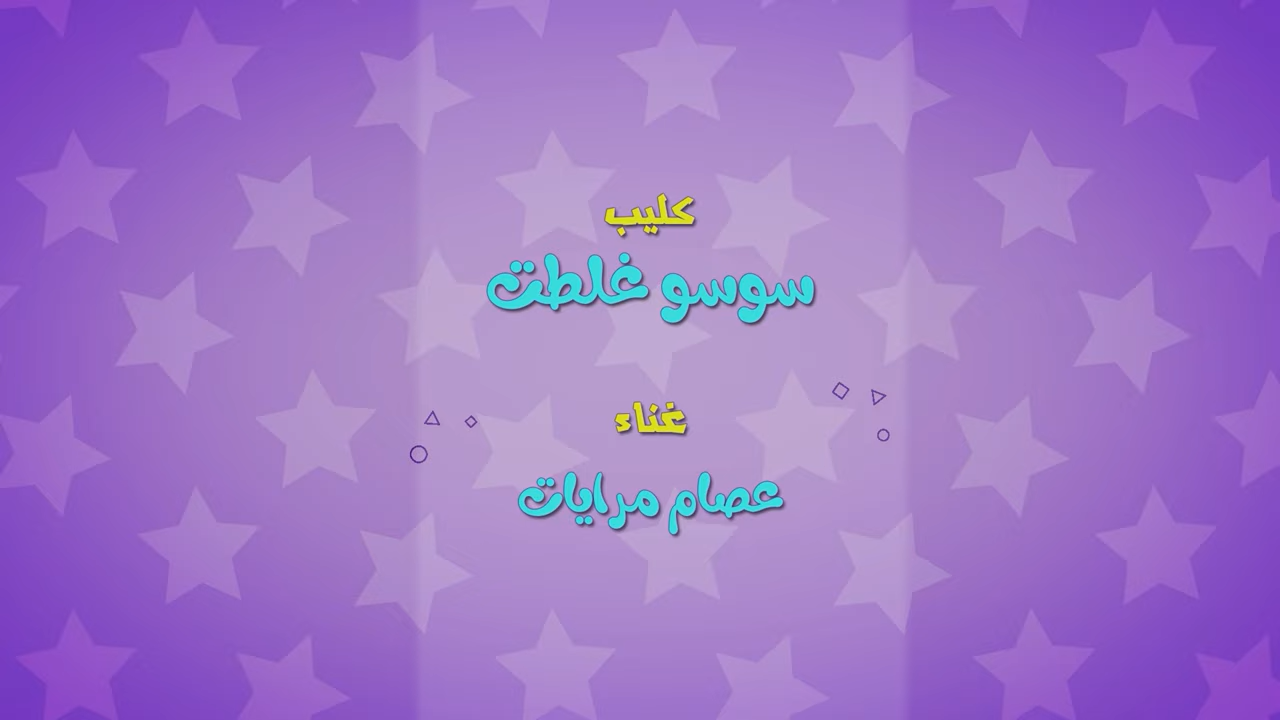 كليب
سوسو غلطت
غناء
عصام مرايات